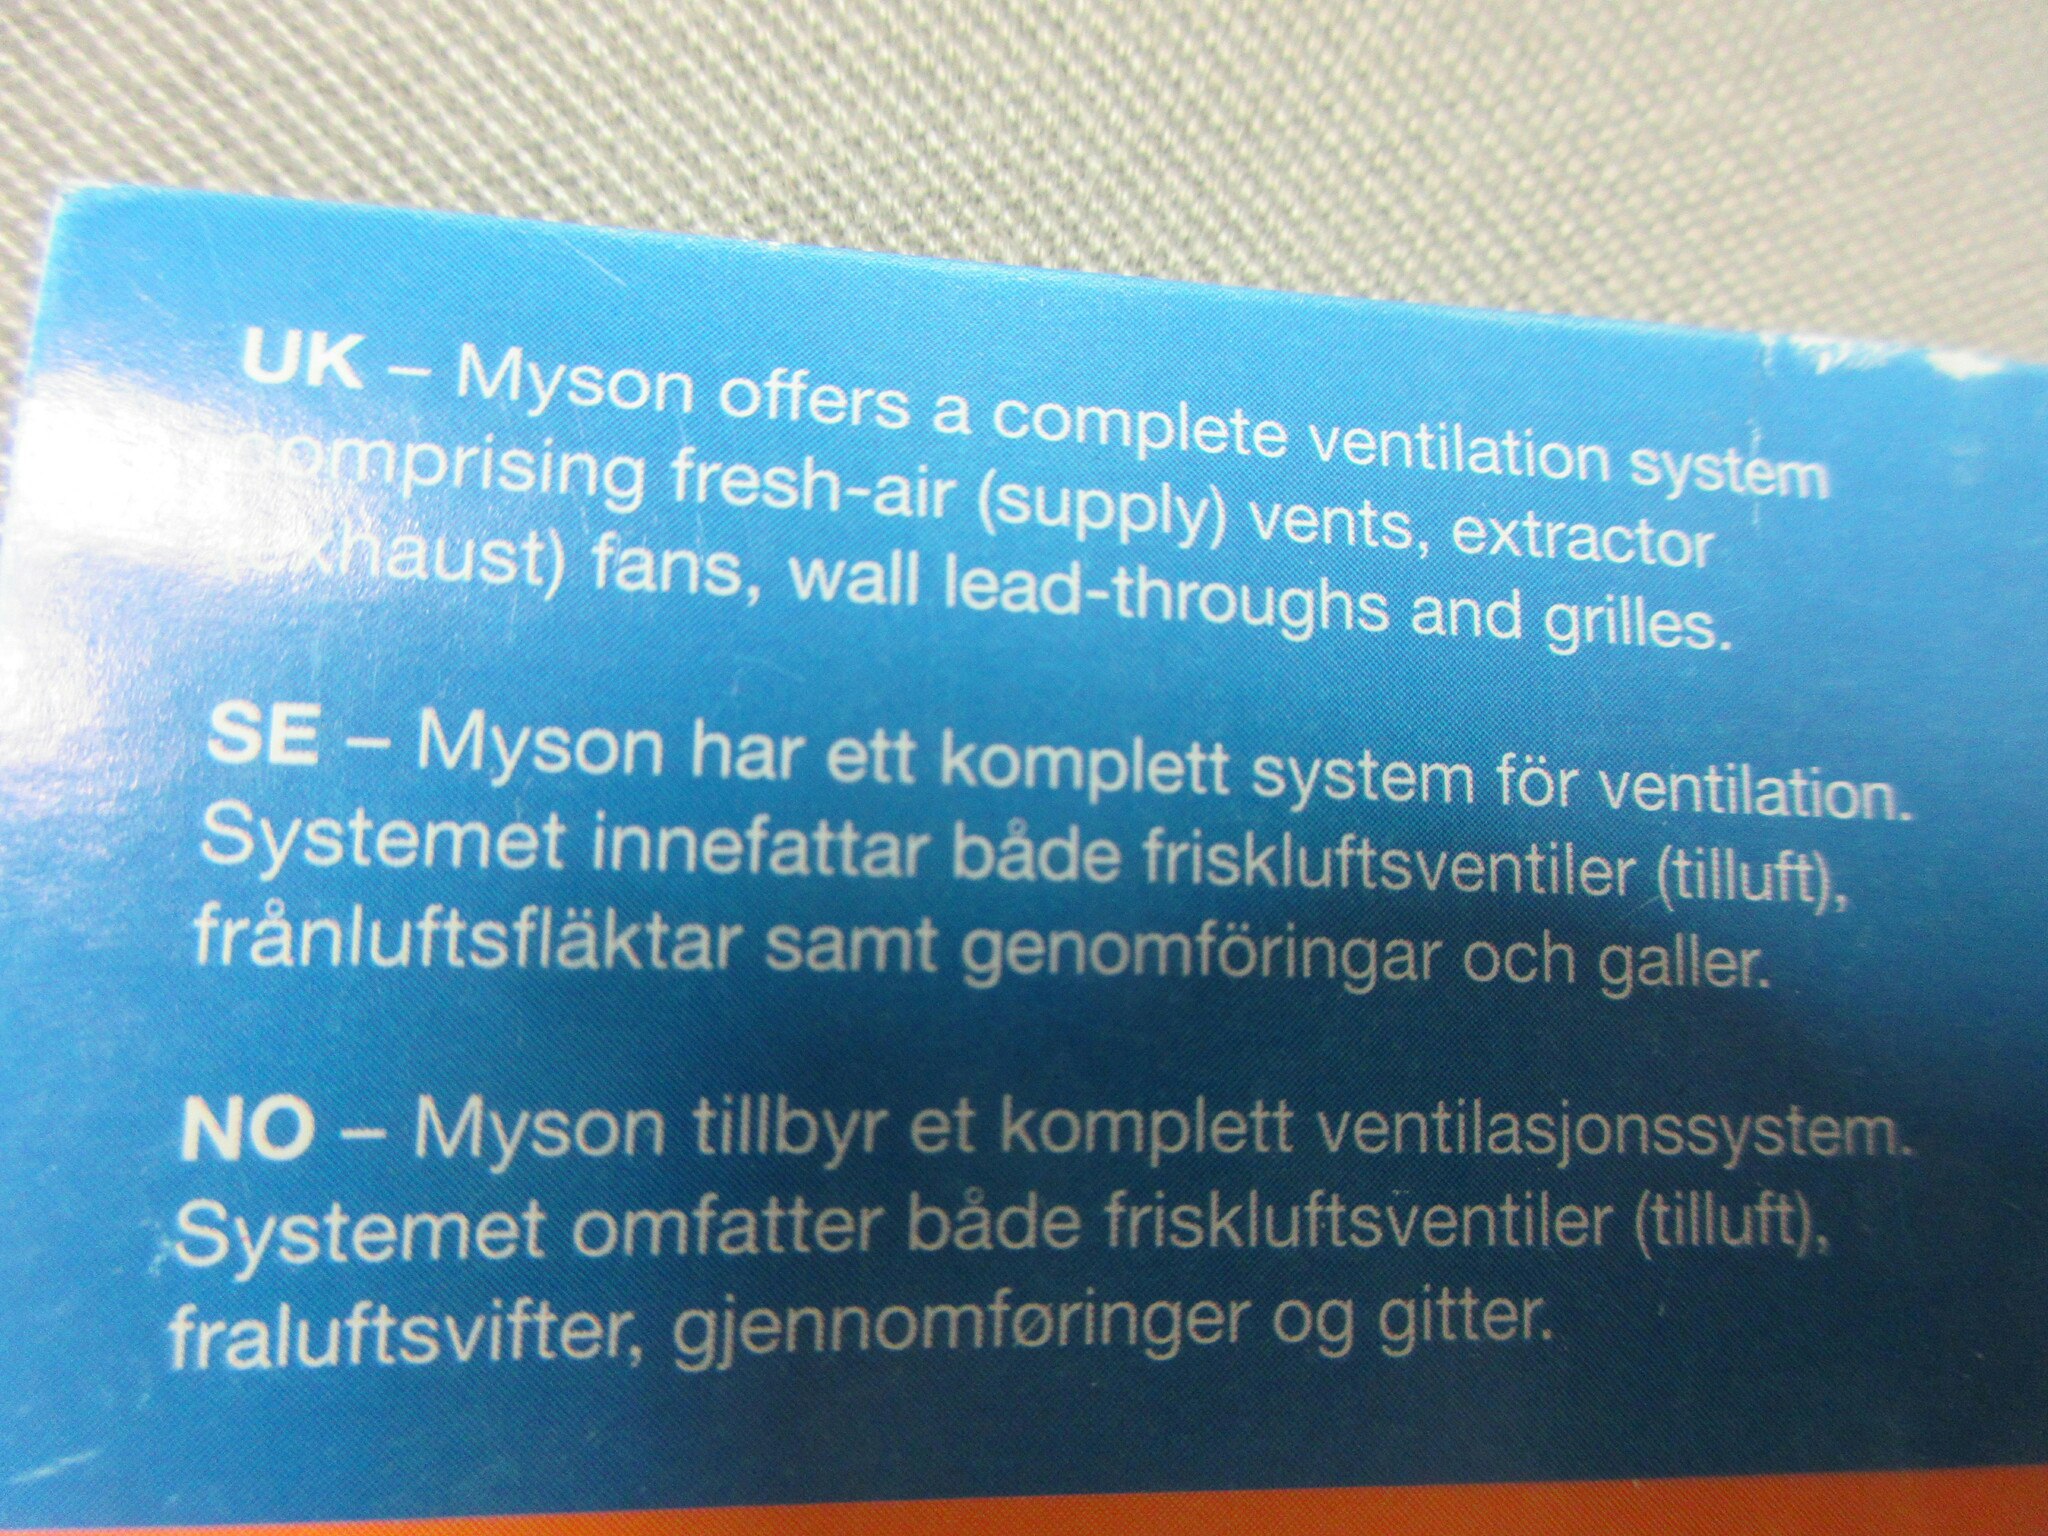 UK – Myson offers a complete ventilation system
comprising fresh-air (supply) vents, extractor
(exhaust) fans, wall lead-throughs and grilles.
SE – Myson har ett komplett system för ventilation.
Systemet innefattar både friskluftsventiler (tilluft),
frånluftsfläktar samt genomföringar och galler.
NO – Myson tillbyr et komplett ventilasjonssystem.
Systemet omfatter både friskluftsventiler (tilluft),
fraluftsvifter, gjennomføringer og gitter.